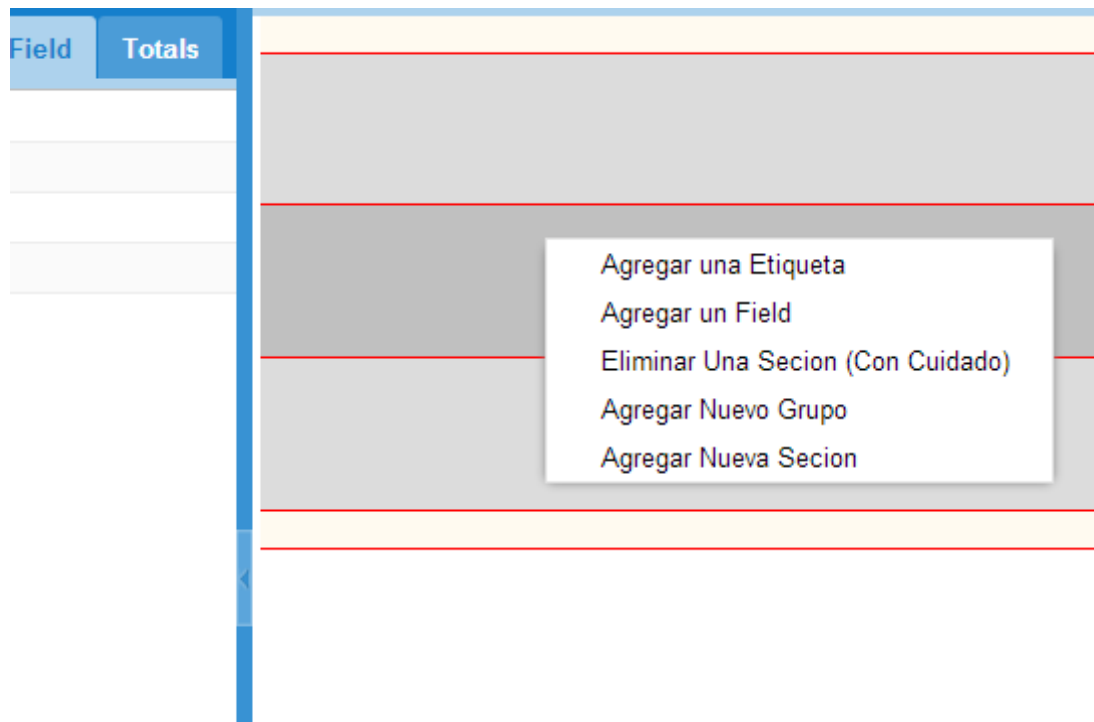 Field Totals
Agregar una Etiqueta
Agregar un Field
Eliminar Una Secion (Con Cuidado)
Agregar Nuevo Grupo
Agregar Nueva Secion